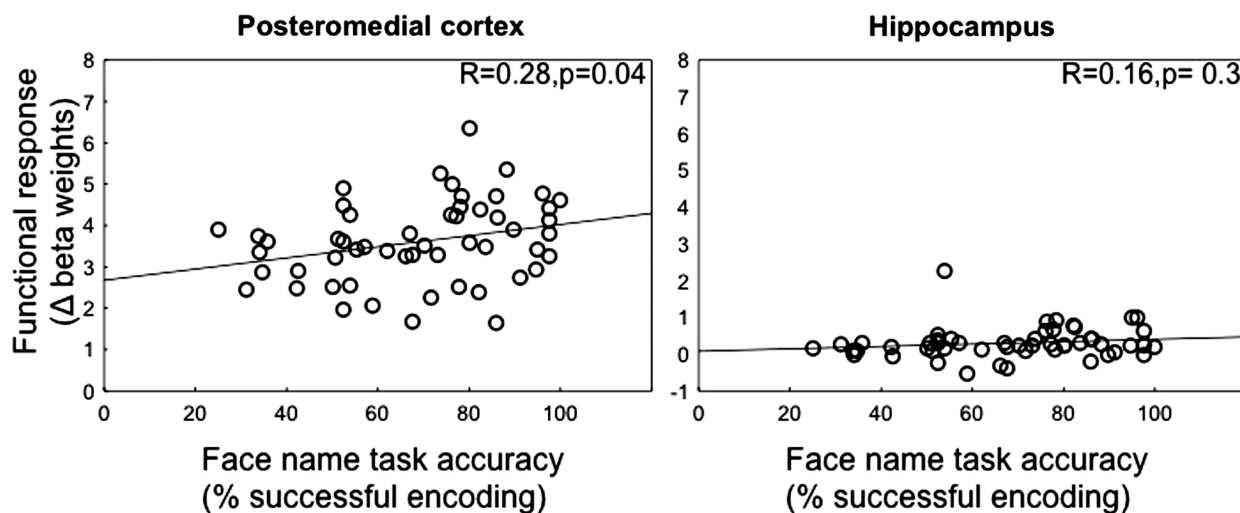 Posteromedial cortex
Hippocampus
R=0.28,p=0.04
R=0.16,p= 0.3
Functional response
(Δ beta weights)
8
7
6
5
4
3
2
1
0
0 20 40 60 80 100
8
7
6
5
4
3
2
1
0
-1
0 20 40 60 80 100
Face name task accuracy
(% successful encoding)
Face name task accuracy
(% successful encoding)